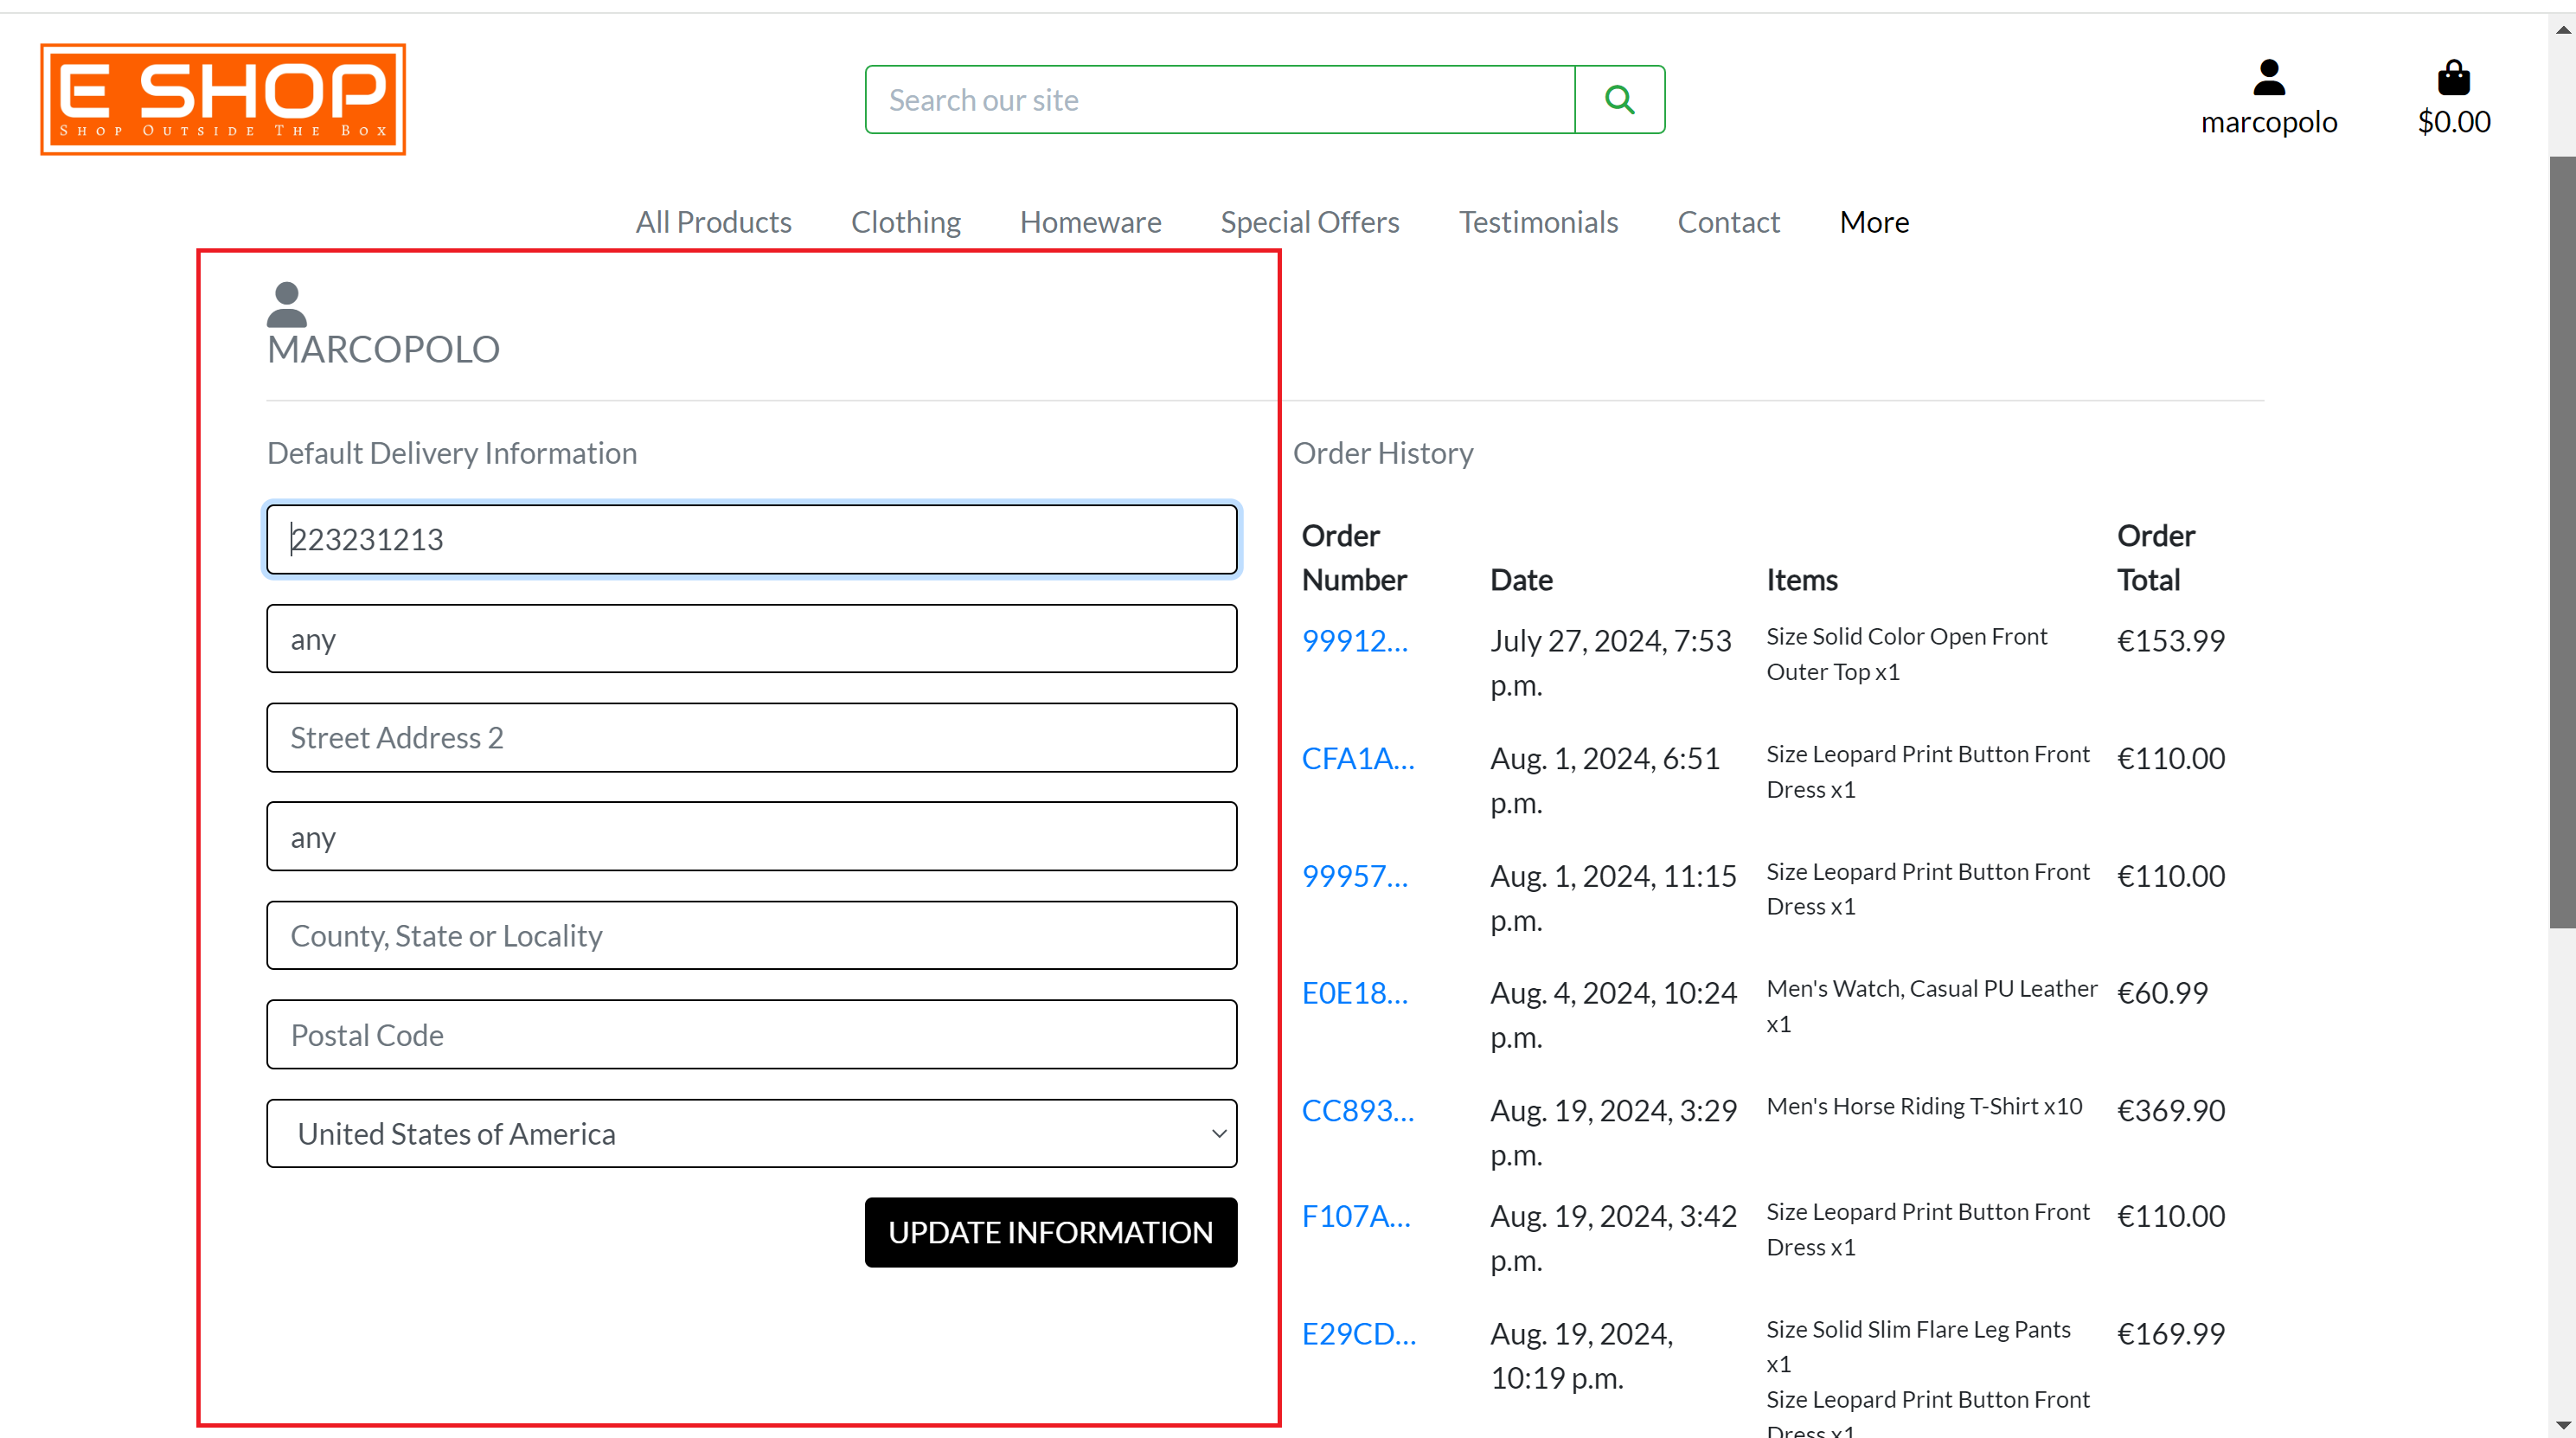 E SHOP
Shop Outside The Box
Search our site
marcopolo
$0.00
All Products
Clothing
Homeware
Special Offers
Testimonials
Contact
More
MARCOPOLO
Default Delivery Information
223231213
any
Street Address 2
any
County, State or Locality
Postal Code
United States of America
UPDATE INFORMATION
Order History
Order
Number
Date
Items
Order
Total
99912...
July 27, 2024, 7:53
p.m.
Size Solid Color Open Front
Outer Top x1
€153.99
CFA1A...
Aug. 1, 2024, 6:51
p.m.
Size Leopard Print Button Front
Dress x1
€110.00
99957...
Aug. 1, 2024, 11:15
p.m.
Size Leopard Print Button Front
Dress x1
€110.00
E0E18...
Aug. 4, 2024, 10:24
p.m.
Men's Watch, Casual PU Leather
x1
€60.99
CC893...
Aug. 19, 2024, 3:29
p.m.
Men's Horse Riding T-Shirt x10
€369.90
F107A...
Aug. 19, 2024, 3:42
p.m.
Size Leopard Print Button Front
Dress x1
€110.00
E29CD...
Aug. 19, 2024,
10:19 p.m.
Size Solid Slim Flare Leg Pants
x1
Size Leopard Print Button Front
Dress x1
€169.99